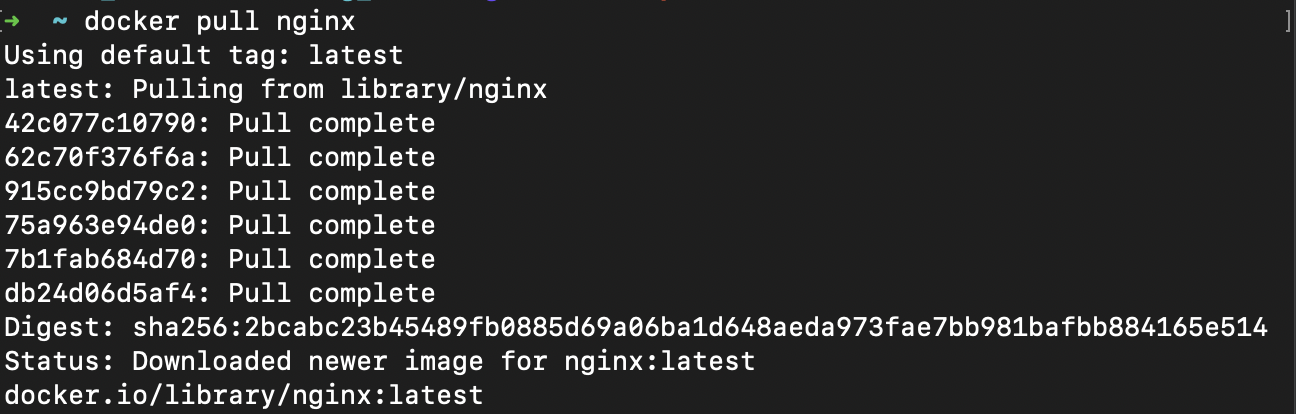 [➜  ~ docker pull nginx ]
Using default tag: latest
latest: Pulling from library/nginx
42c077c10790: Pull complete
62c70f376f6a: Pull complete
915cc9bd79c2: Pull complete
75a963e94de0: Pull complete
7b1fab684d70: Pull complete
db24d06d5af4: Pull complete
Digest: sha256:2bcabc23b45489fb0885d69a06ba1d648aeda973fae7bb981bafbb884165e514
Status: Downloaded newer image for nginx:latest
docker.io/library/nginx:latest